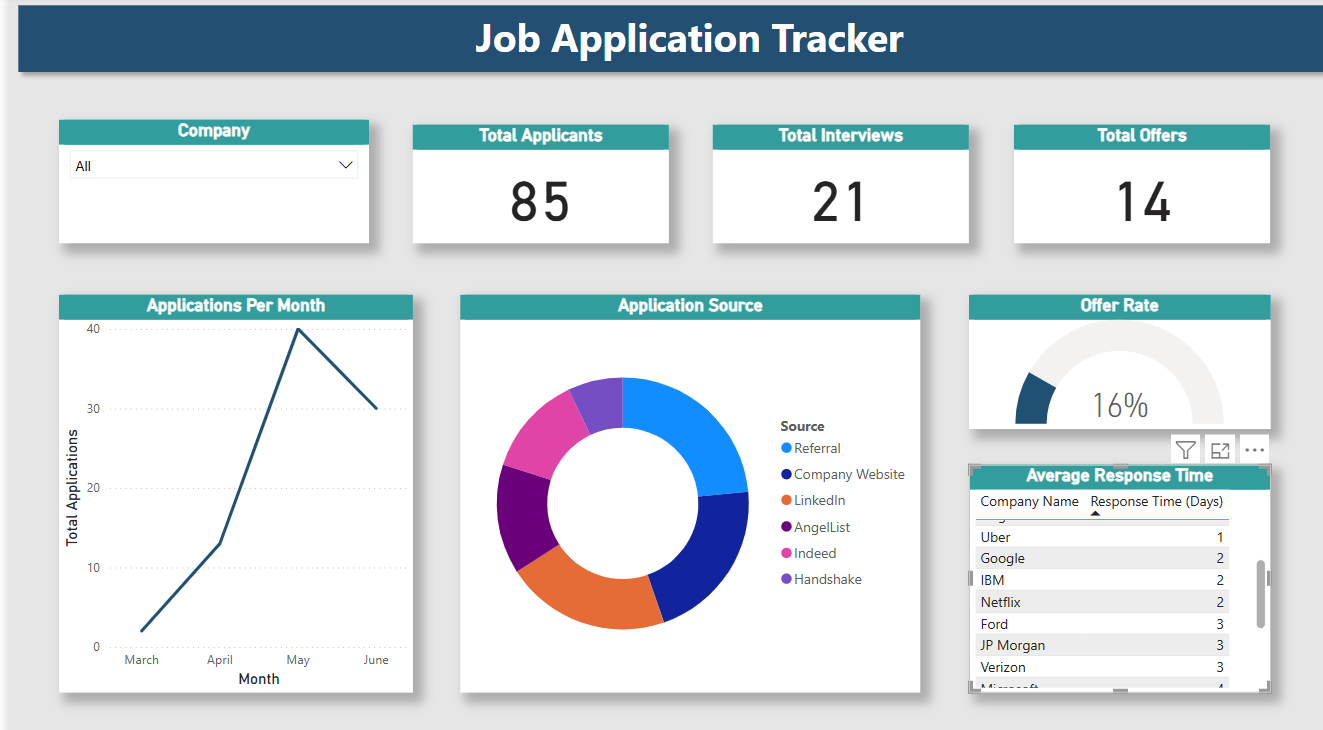 Job Application Tracker
Company
All
Total Applicants
85
Total Interviews
21
Total Offers
14
Applications Per Month
40
30
20
10
0
Total Applications
March April May June
Month
Application Source
Source
Referral
Company Website
LinkedIn
AngelList
Indeed
Handshake
Offer Rate
16%
Average Response Time
Company Name Response Time (Days)
Uber 1
Google 2
IBM 2
Netflix 2
Ford 3
JP Morgan 3
Verizon 3
Microsoft 4